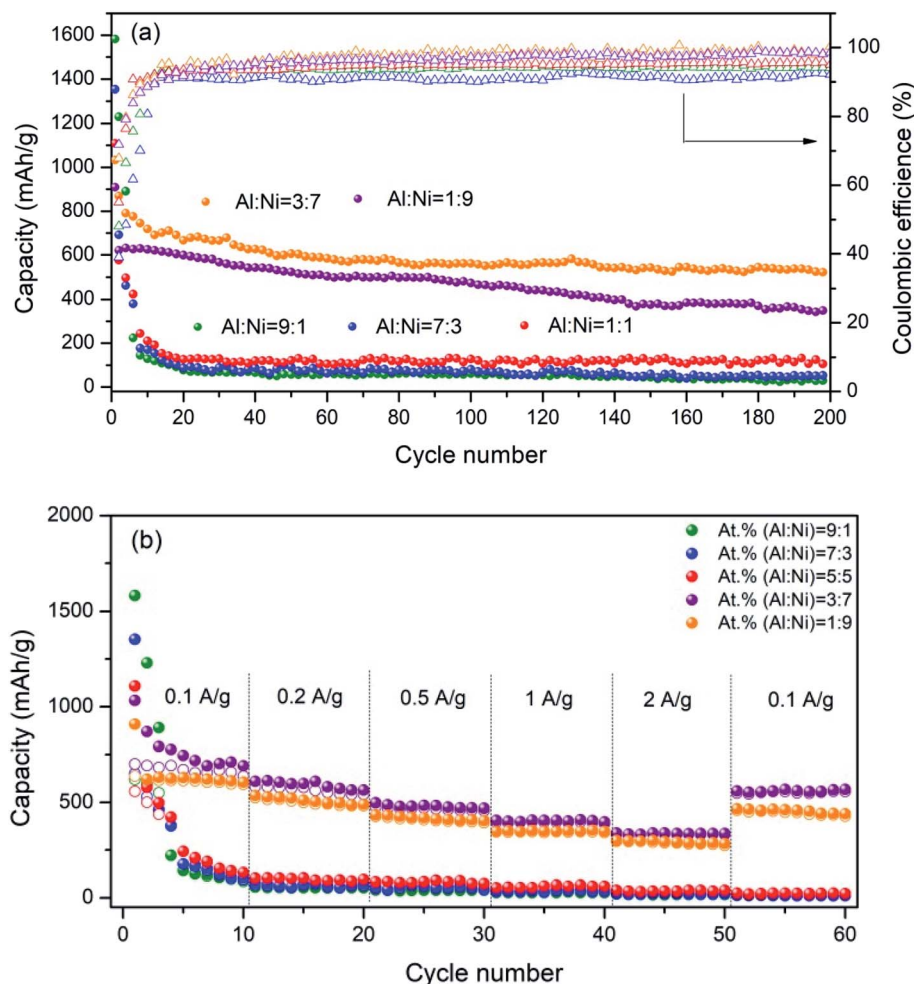 (a)
1600
1400
1200
1000
800
600
400
200
0
Capacity (mAh/g)
100
80
60
40
20
0
Coulombic efficience (%)
Al:Ni=3:7 Al:Ni=1:9
Al:Ni=9:1 Al:Ni=7:3 Al:Ni=1:1
0 20 40 60 80 100 120 140 160 180 200
Cycle number
(b)
2000
1500
1000
500
0
Capacity (mAh/g)
At.% (Al:Ni)=9:1
At.% (Al:Ni)=7:3
At.% (Al:Ni)=5:5
At.% (Al:Ni)=3:7
At.% (Al:Ni)=1:9
0.1 A/g 0.2 A/g 0.5 A/g 1 A/g 2 A/g 0.1 A/g
0 10 20 30 40 50 60
Cycle number